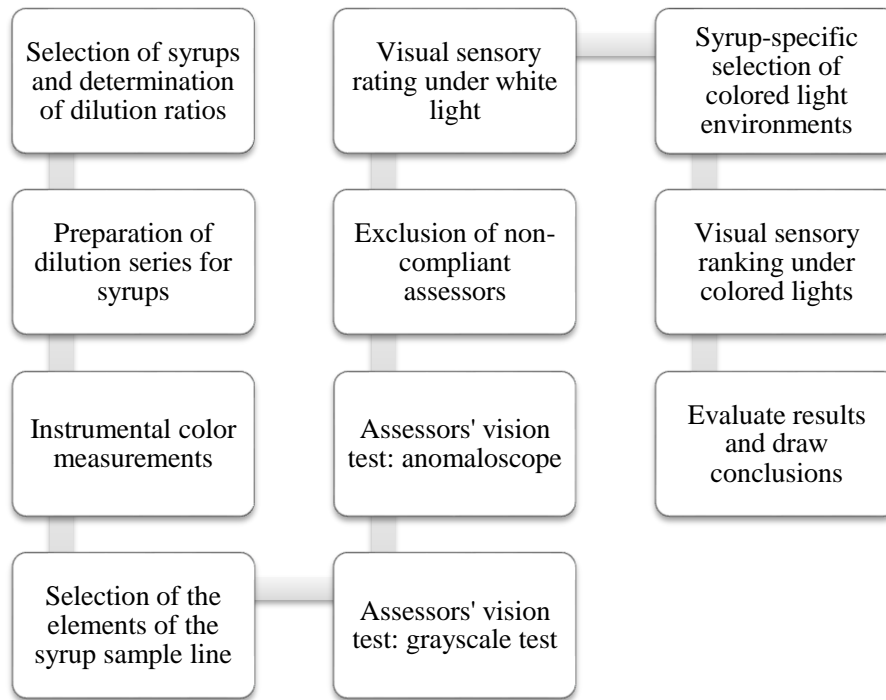 Selection of syrups
and determination
of dilution ratios
Preparation of
dilution series for
syrups
Instrumental color
measurements
Selection of the
elements of the
syrup sample line
Assessors' vision
test: grayscale test
Assessors' vision
test: anomaloscope
Exclusion of non-
compliant
assessors
Visual sensory
rating under white
light
Syrup-specific
selection of
colored light
environments
Visual sensory
ranking under
colored lights
Evaluate results
and draw
conclusions